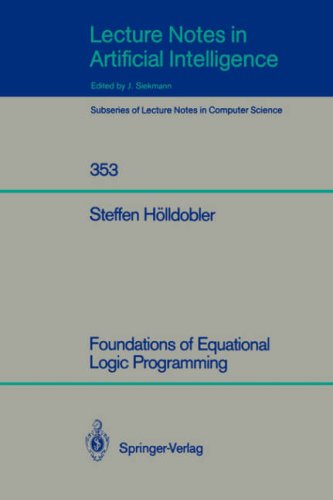 Lecture Notes in
Artificial Intelligence
Edited by J. Siekmann
Subseries of Lecture Notes in Computer Science
353
Steffen Hölldobler
Foundations of Equational
Logic Programming
Springer-Verlag